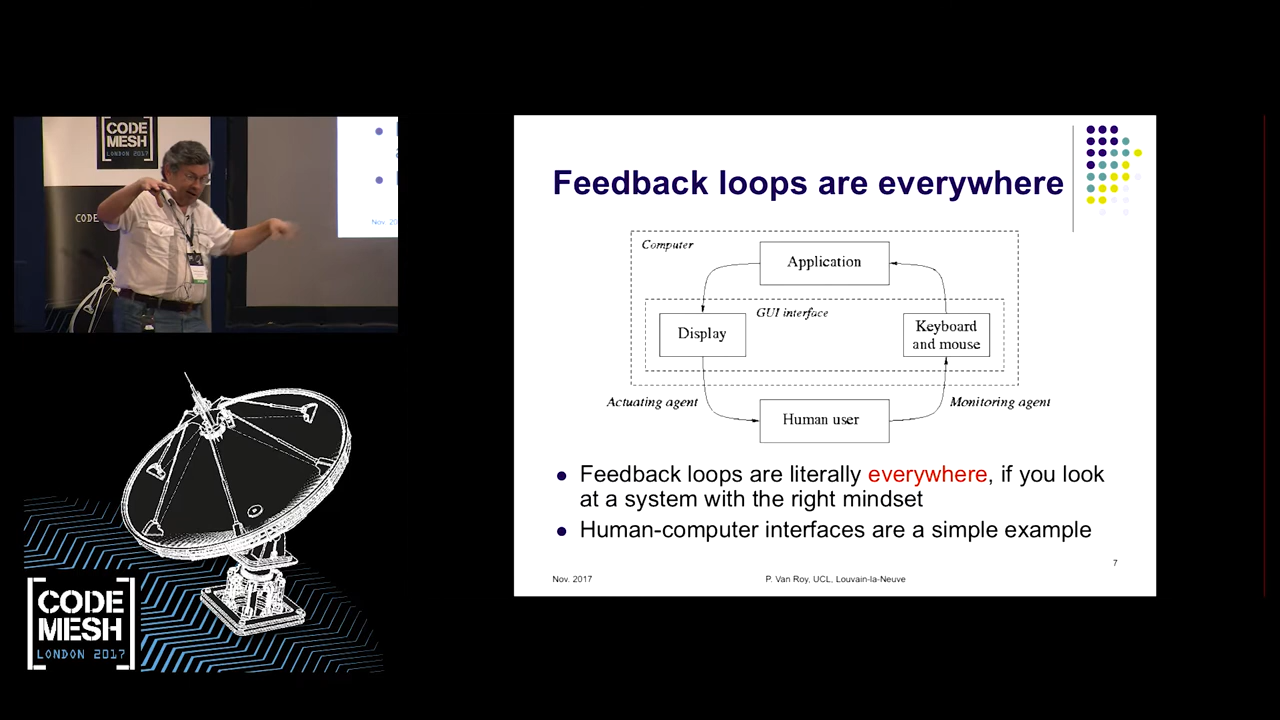 CODE
MESH
LONDON 2017
CODE
Nov. 20
Feedback loops are everywhere
Computer
Application
GUI interface
Display
Keyboard
and mouse
Actuating agent
Monitoring agent
Human user
Feedback loops are literally everywhere, if you look
at a system with the right mindset
Human-computer interfaces are a simple example
7
Nov. 2017
P. Van Roy, UCL, Louvain-la-Neuve
CODE
MESH
LONDON 2017